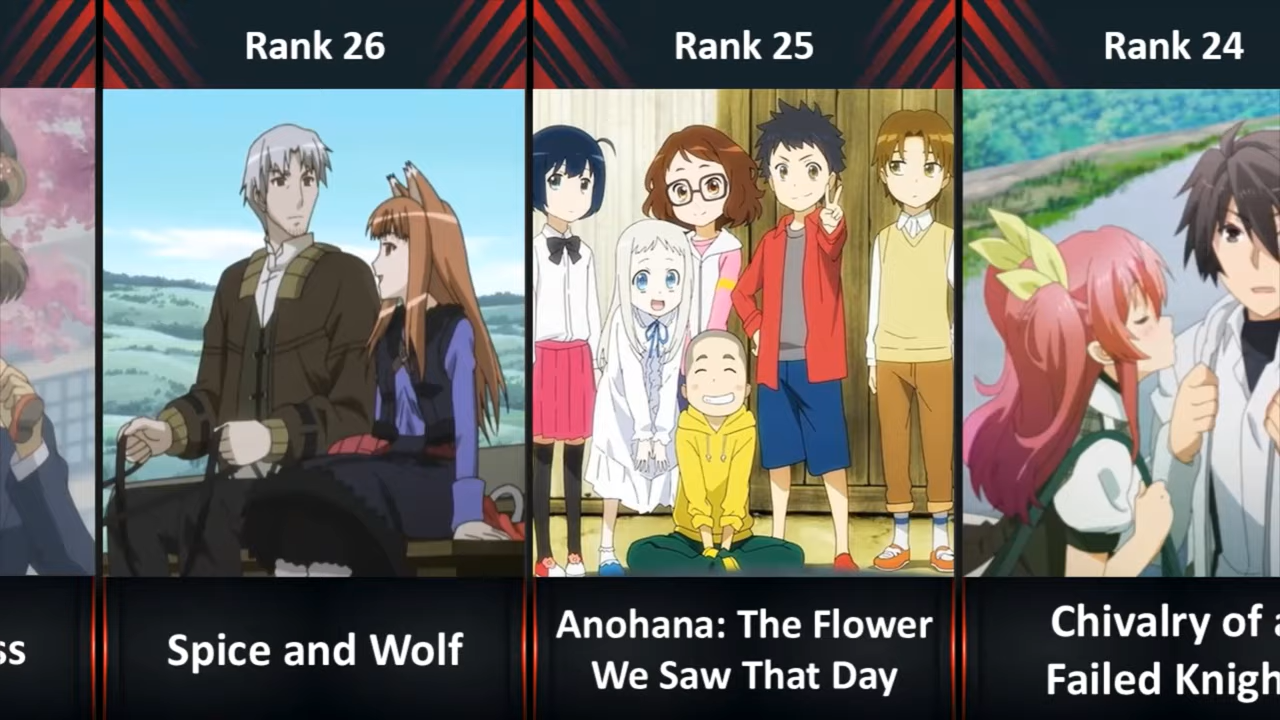 Rank 26
Rank 25
Rank 24
ss
Spice and Wolf
Anohana: The Flower
We Saw That Day
Chivalry of
Failed Knigh